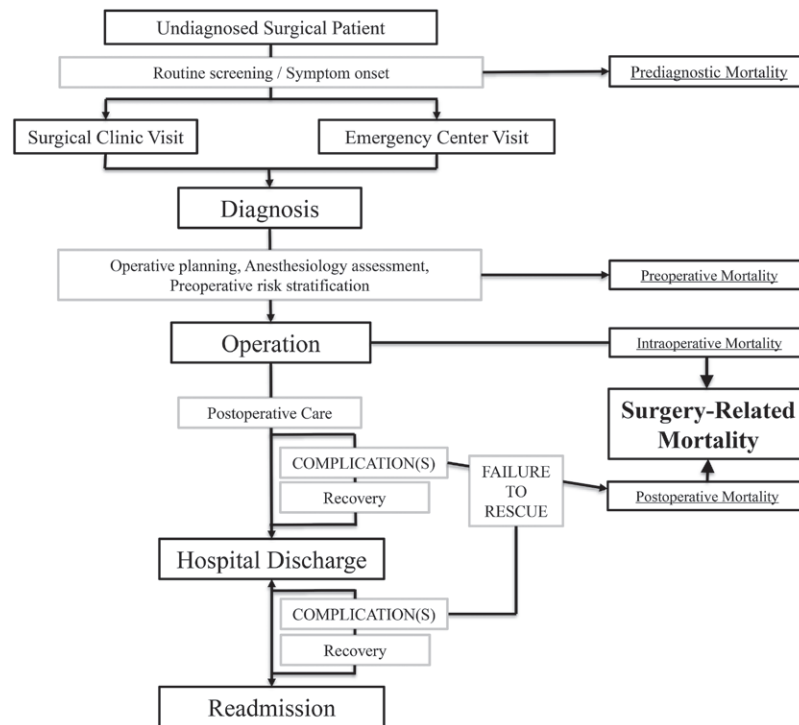 Undiagnosed Surgical Patient
Routine screening / Symptom onset
Prediagnostic Mortality
Surgical Clinic Visit
Emergency Center Visit
Diagnosis
Operative planning, Anesthesiology assessment,
Preoperative risk stratification
Preoperative Mortality
Operation
Intraoperative Mortality
Surgery-Related
Mortality
Postoperative Care
COMPLICATION(S)
Recovery
FAILURE
TO
RESCUE
Postoperative Mortality
Hospital Discharge
COMPLICATION(S)
Recovery
Readmission